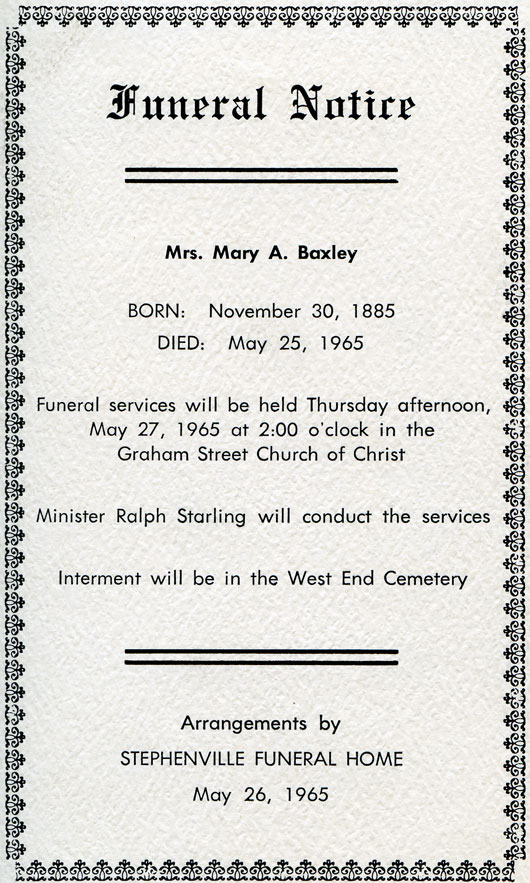 Funeral Notice
Mrs. Mary A. Baxley
BORN: November 30, 1885
DIED: May 25, 1965
Funeral services will be held Thursday afternoon,
May 27, 1965 at 2:00 o'clock in the
Graham Street Church of Christ
Minister Ralph Starling will conduct the services
Interment will be in the West End Cemetery
Arrangements by
STEPHENVILLE FUNERAL HOME
May 26, 1965